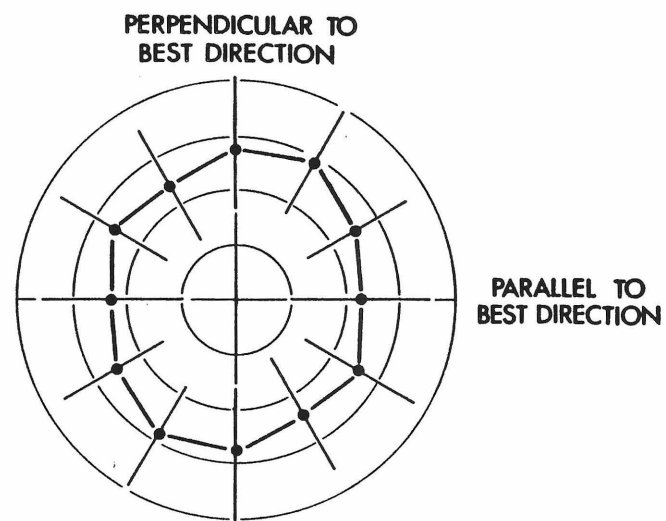 PERPENDICULAR TO
BEST DIRECTION
PARALLEL TO
BEST DIRECTION